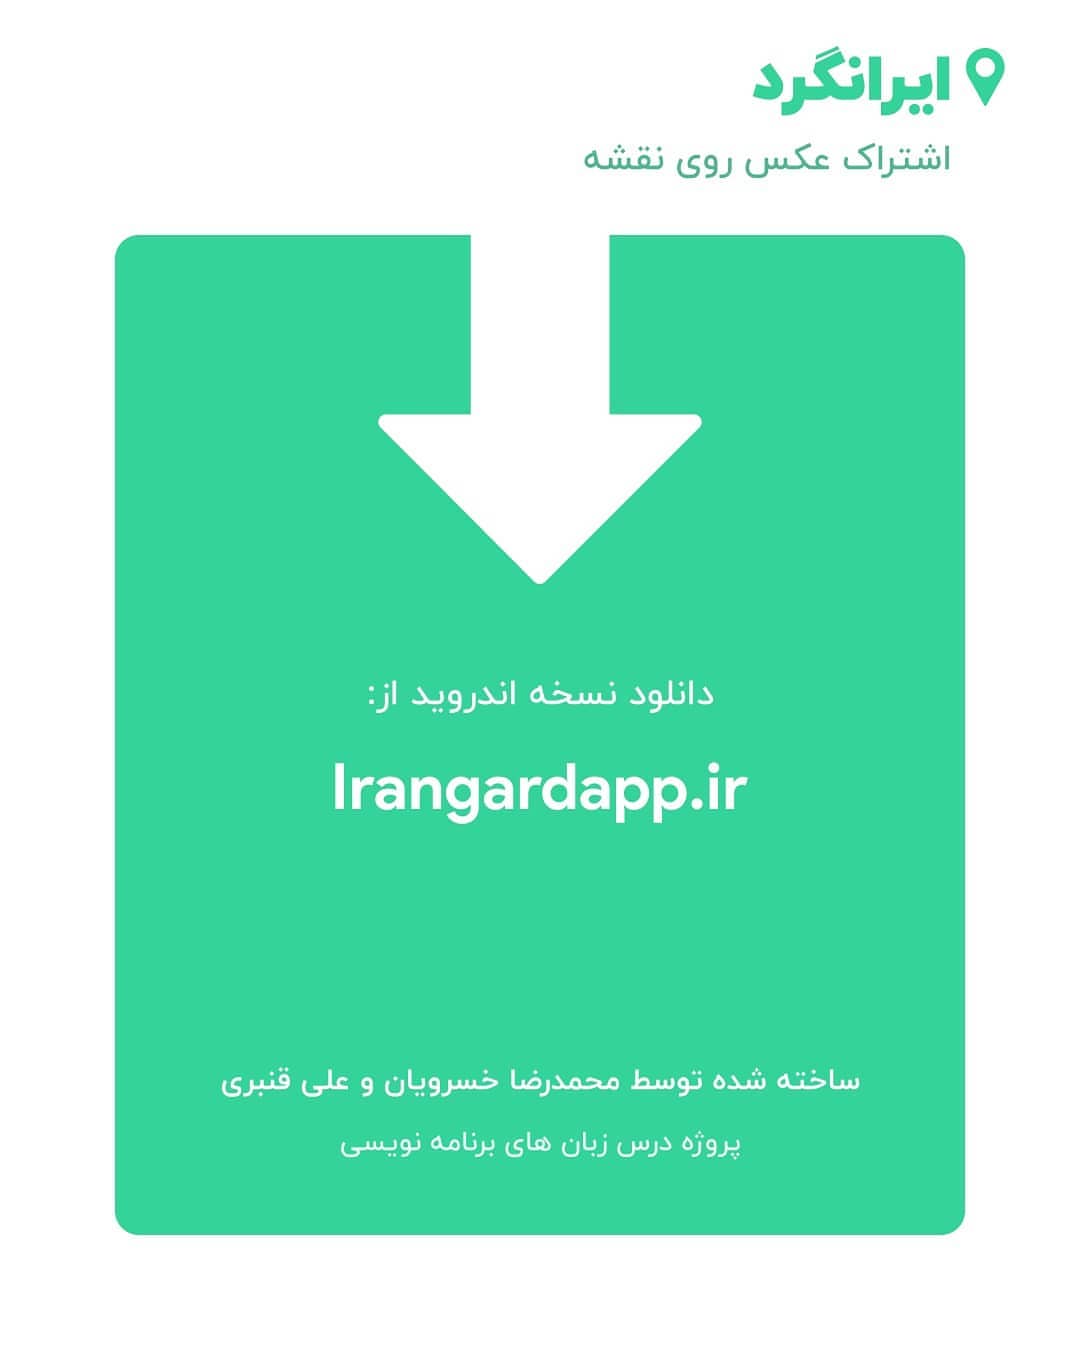 ایرانگرد
اشتراک عکس روی نقشه
دانلود نسخه اندروید از:
Irangardapp.ir
ساخته شده توسط محمدرضا خسرویان و علی قنبری
پروژه درس زبان های برنامه نویسی